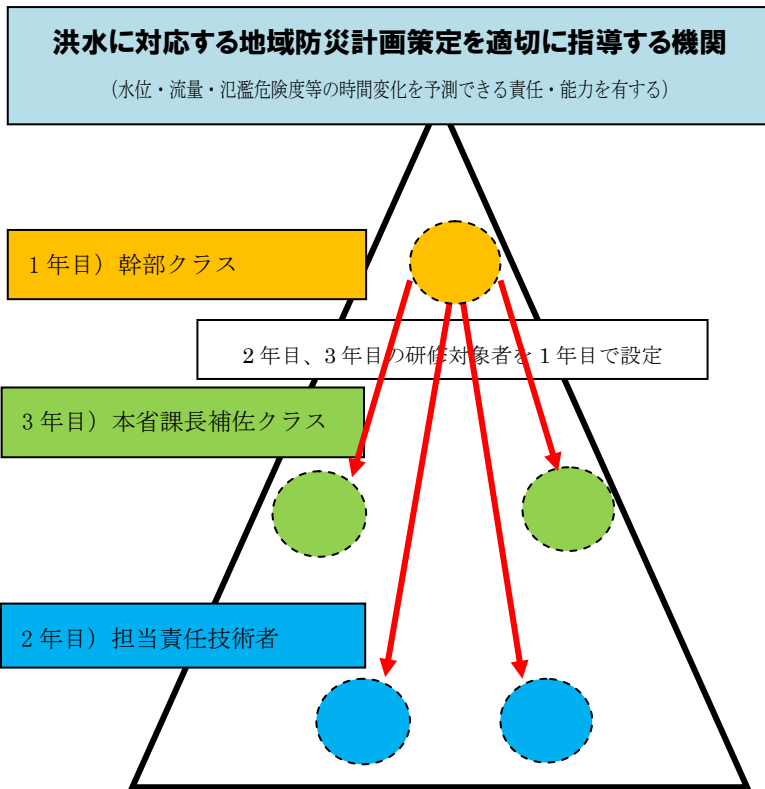 洪水に対応する地域防災計画策定を適切に指導する機関
（水位・流量・氾濫危険度等の時間変化を予測できる責任・能力を有する）
1年目）幹部クラス
2年目、3年目の研修対象者を1年目で設定
3年目）本省課長補佐クラス
2年目）担当責任技術者